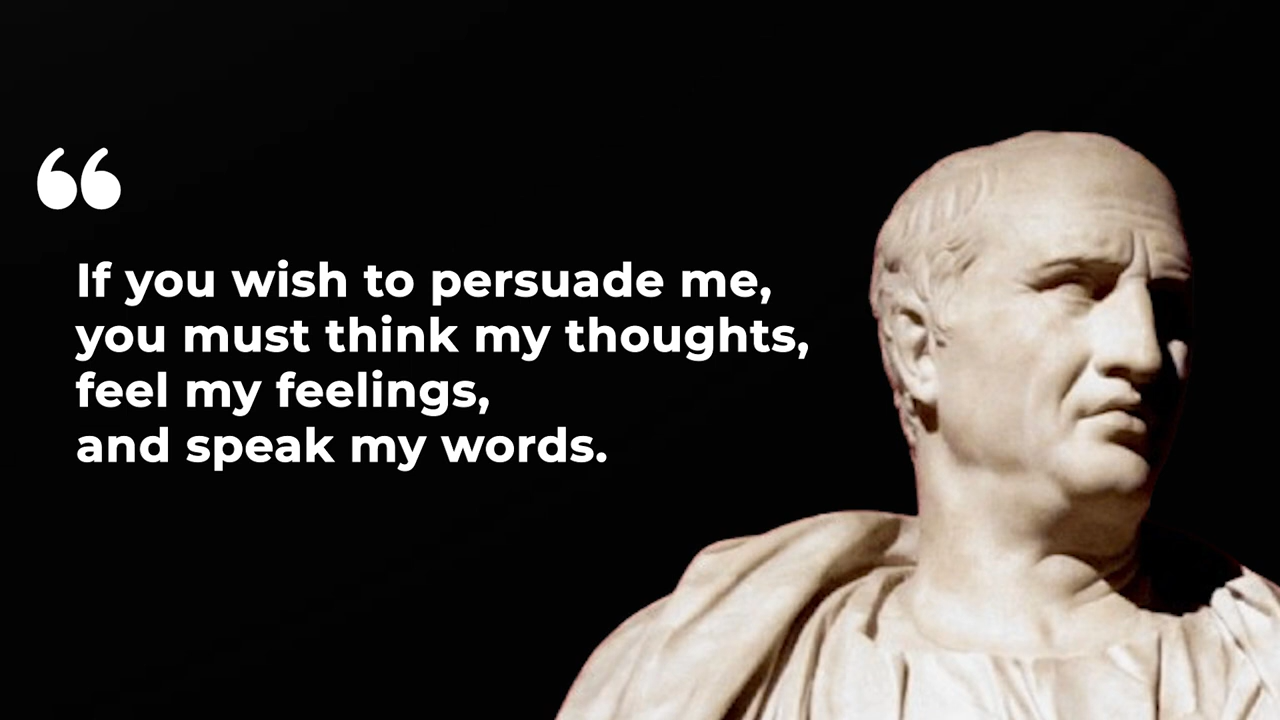 “
If you wish to persuade me,
you must think my thoughts,
feel my feelings,
and speak my words.